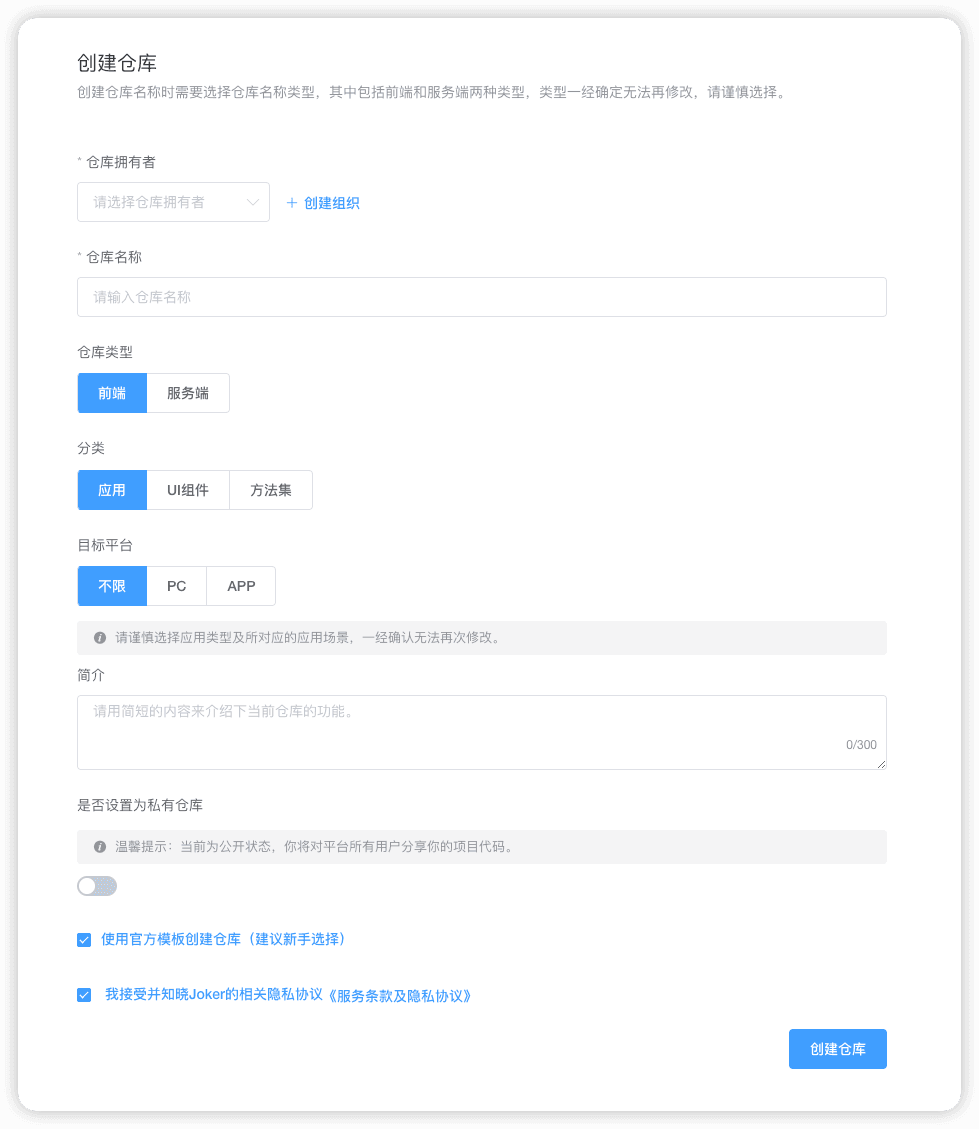 创建仓库
创建仓库名称时需要选择仓库名称类型，其中包括前端和服务端两种类型，类型一经确定无法再修改，请谨慎选择。
* 仓库拥有者
请选择仓库拥有者
+ 创建组织
* 仓库名称
请输入仓库名称
仓库类型
前端 服务端
分类
应用 UI组件 方法集
目标平台
不限 PC APP
请谨慎选择应用类型及所对应的应用场景，一经确认无法再次修改。
简介
请用简短的内容来介绍下当前仓库的功能。
0/300
是否设置为私有仓库
温馨提示：当前为公开状态，你将对平台所有用户分享你的项目代码。
使用官方模板创建仓库（建议新手选择）
我接受并知晓Joker的相关隐私协议《服务条款及隐私协议》
创建仓库